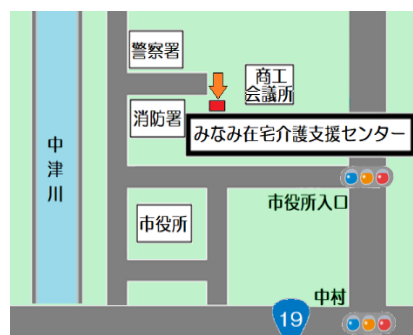 警察署
商工
会議所
消防署
みなみ在宅介護支援センター
中津川
市役所入口
市役所
中村
19